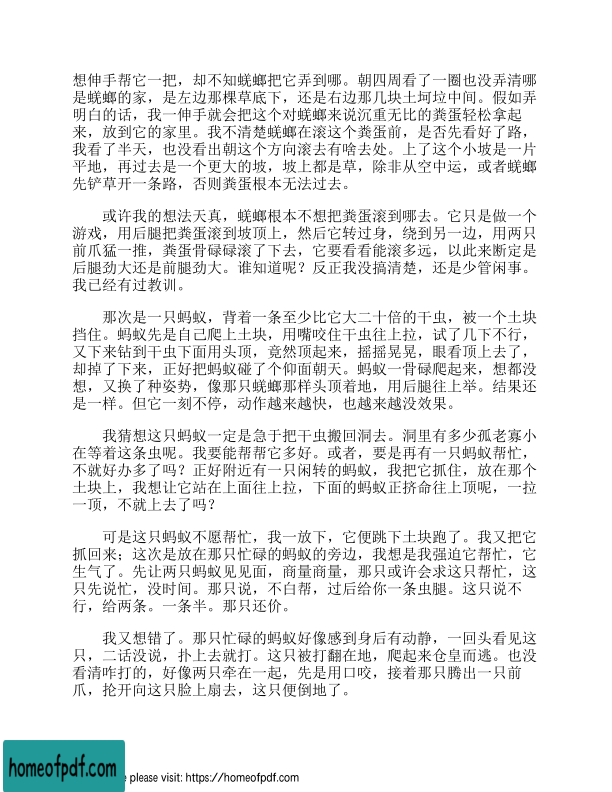 想伸手帮它一把，却不知蜣螂把它弄到哪。朝四周看了一圈也没弄清哪
是蜣螂的家，是左边那棵草底下，还是右边那几块土坷垃中间。假如弄
明白的话，我一伸手就会把这个对蜣螂来说沉重无比的粪蛋轻松拿起
来，放到它的家里。我不清楚蜣螂在滚这个粪蛋前，是否先看好了路，
我看了半天，也没看出朝这个方向滚去有啥去处。上了这个小坡是一片
平地，再过去是一个更大的坡，坡上都是草，除非从空中运，或者蜣螂
先铲草开一条路，否则粪蛋根本无法过去。
或许我的想法天真，蜣螂根本不想把粪蛋滚到哪去。它只是做一个
游戏，用后腿把粪蛋滚到坡顶上，然后它转过身，绕到另一边，用两只
前爪猛一推，粪蛋骨碌碌滚了下去，它要看看能滚多远，以此来断定是
后腿劲大还是前腿劲大。谁知道呢？反正我没搞清楚，还是少管闲事。
我已经有过教训。
那次是一只蚂蚁，背着一条至少比它大二十倍的干虫，被一个土块
挡住。蚂蚁先是自己爬上土块，用嘴咬住干虫往上拉，试了几下不行，
又下来钻到干虫下面用头顶，竟然顶起来，摇摇晃晃，眼看顶上去了，
却掉了下来，正好把蚂蚁碰了个仰面朝天。蚂蚁一骨碌爬起来，想都没
想，又换了种姿势，像那只蜣螂那样头顶着地，用后腿往上举。结果还
是一样。但它一刻不停，动作越来越快，也越来越没效果。
我猜想这只蚂蚁一定是急于把干虫搬回洞去。洞里有多少孤老寡小
在等着这条虫呢。我要能帮帮它多好。或者，要是再有一只蚂蚁帮忙，
不就好办多了吗？正好附近有一只闲转的蚂蚁，我把它抓住，放在那个
土块上，我想让它站在上面往上拉，下面的蚂蚁正拼命往上顶呢，一拉
一顶，不就上去了吗？
可是这只蚂蚁不愿帮忙，我一放下，它便跳下土块跑了。我又把它
抓回来；这次是放在那只忙碌的蚂蚁的旁边，我想是我强迫它帮忙，它
生气了。先让两只蚂蚁见见面，商量商量，那只或许会求这只帮忙，这
只先说忙，没时间。那只说，不白帮，过后给你一条虫腿。这只说不
行，给两条。一条半。那只还价。
我又想错了。那只忙碌的蚂蚁好像感到身后有动静，一回头看见这
只，二话没说，扑上去就打。这只被打翻在地，爬起来仓皇而逃。也没
看清咋打的，好像两只牵在一起，先是用口咬，接着那只腾出一只前
爪，抡开向这只脸上扇去，这只便倒地了。
homeofpdf.com
e please visit: https://homeofpdf.com